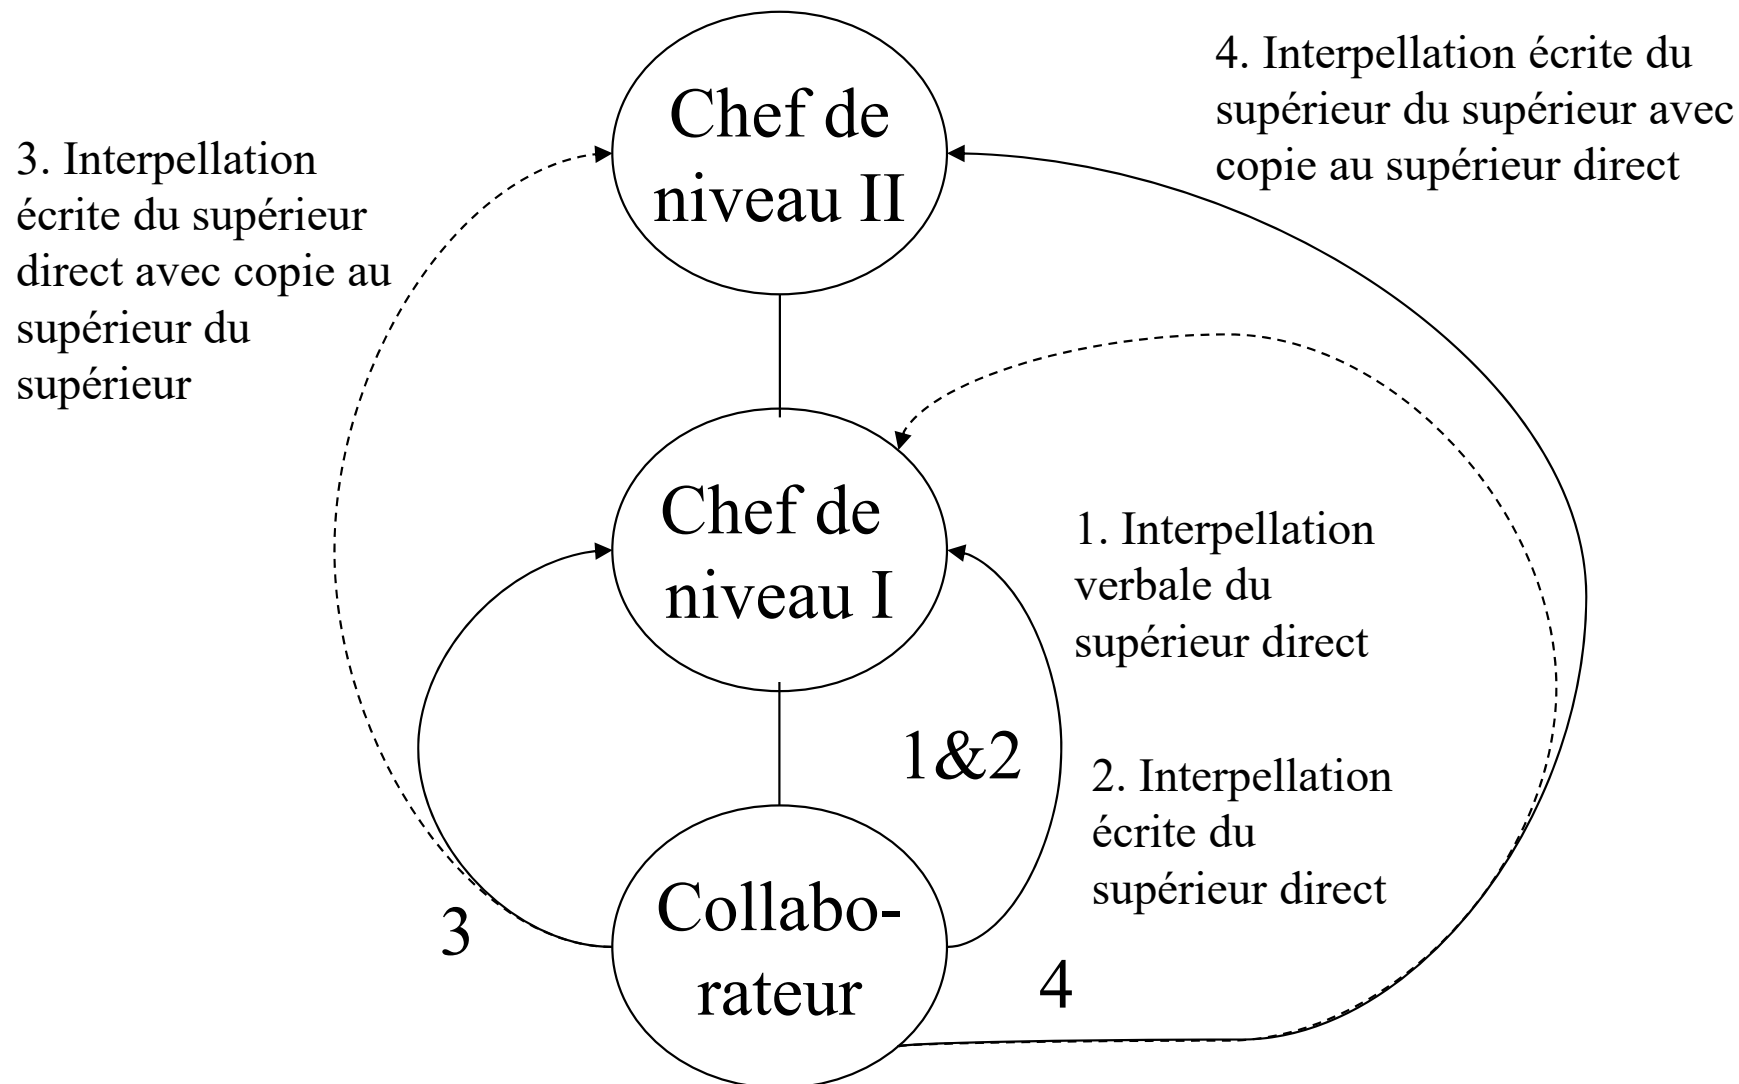 4. Interpellation écrite du
supérieur du supérieur avec
copie au supérieur direct
Chef de
niveau II
3. Interpellation
écrite du supérieur
direct avec copie au
supérieur du
supérieur
Chef de
niveau I
1. Interpellation
verbale du
supérieur direct
1&2
2. Interpellation
écrite du
supérieur direct
Collabo-
rateur
3
4